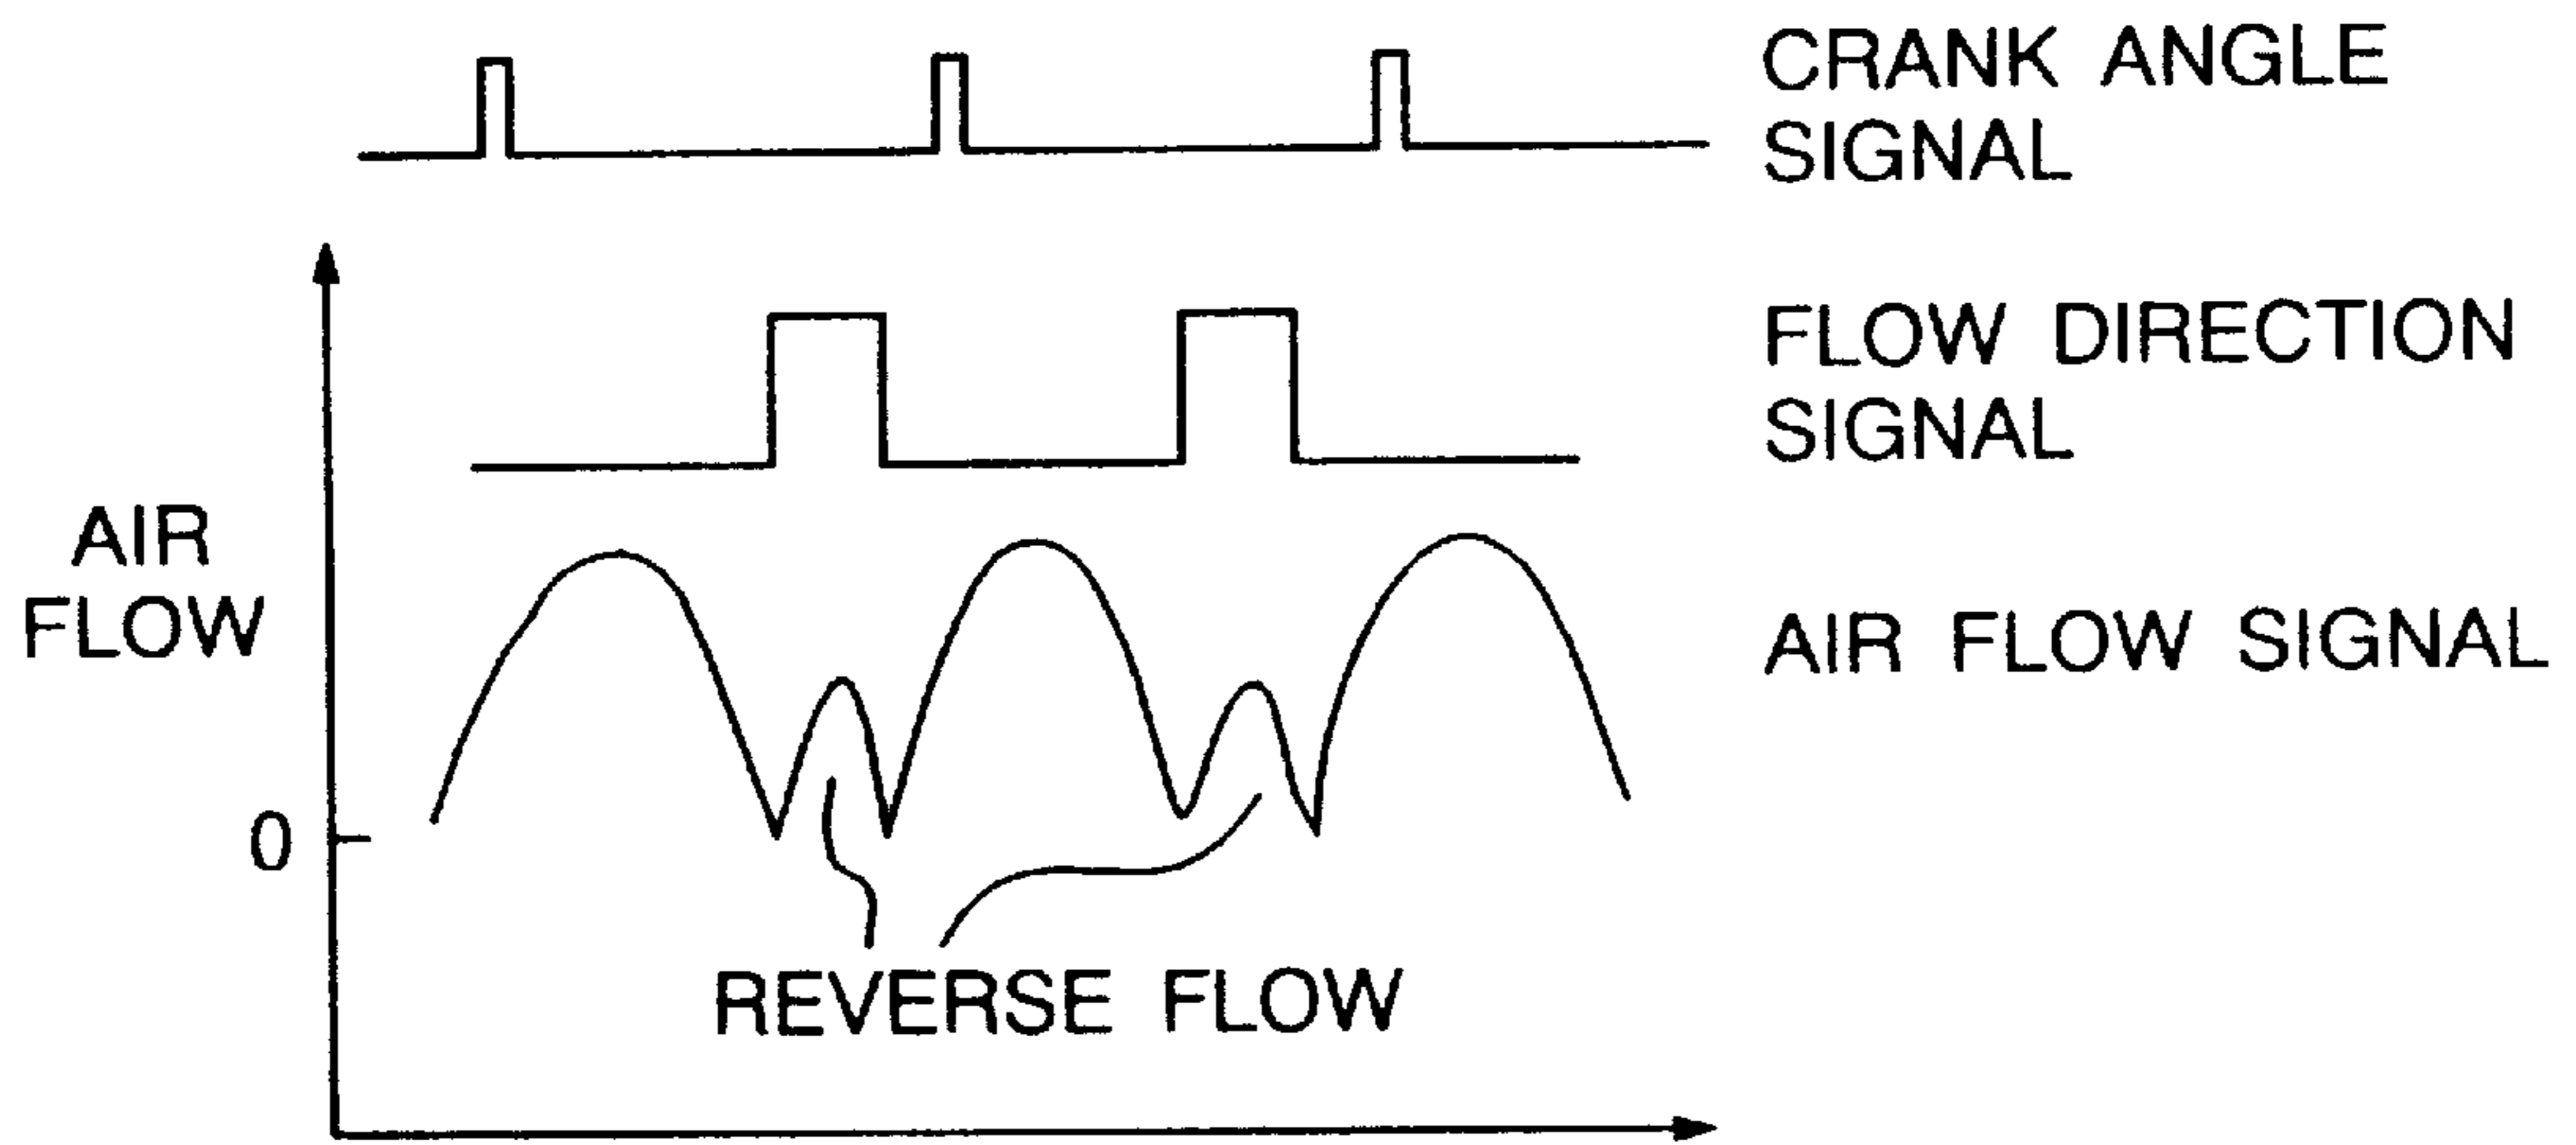 CRANK ANGLE
SIGNAL
FLOW DIRECTION
SIGNAL
AIR
FLOW
AIR FLOW SIGNAL
0
REVERSE FLOW